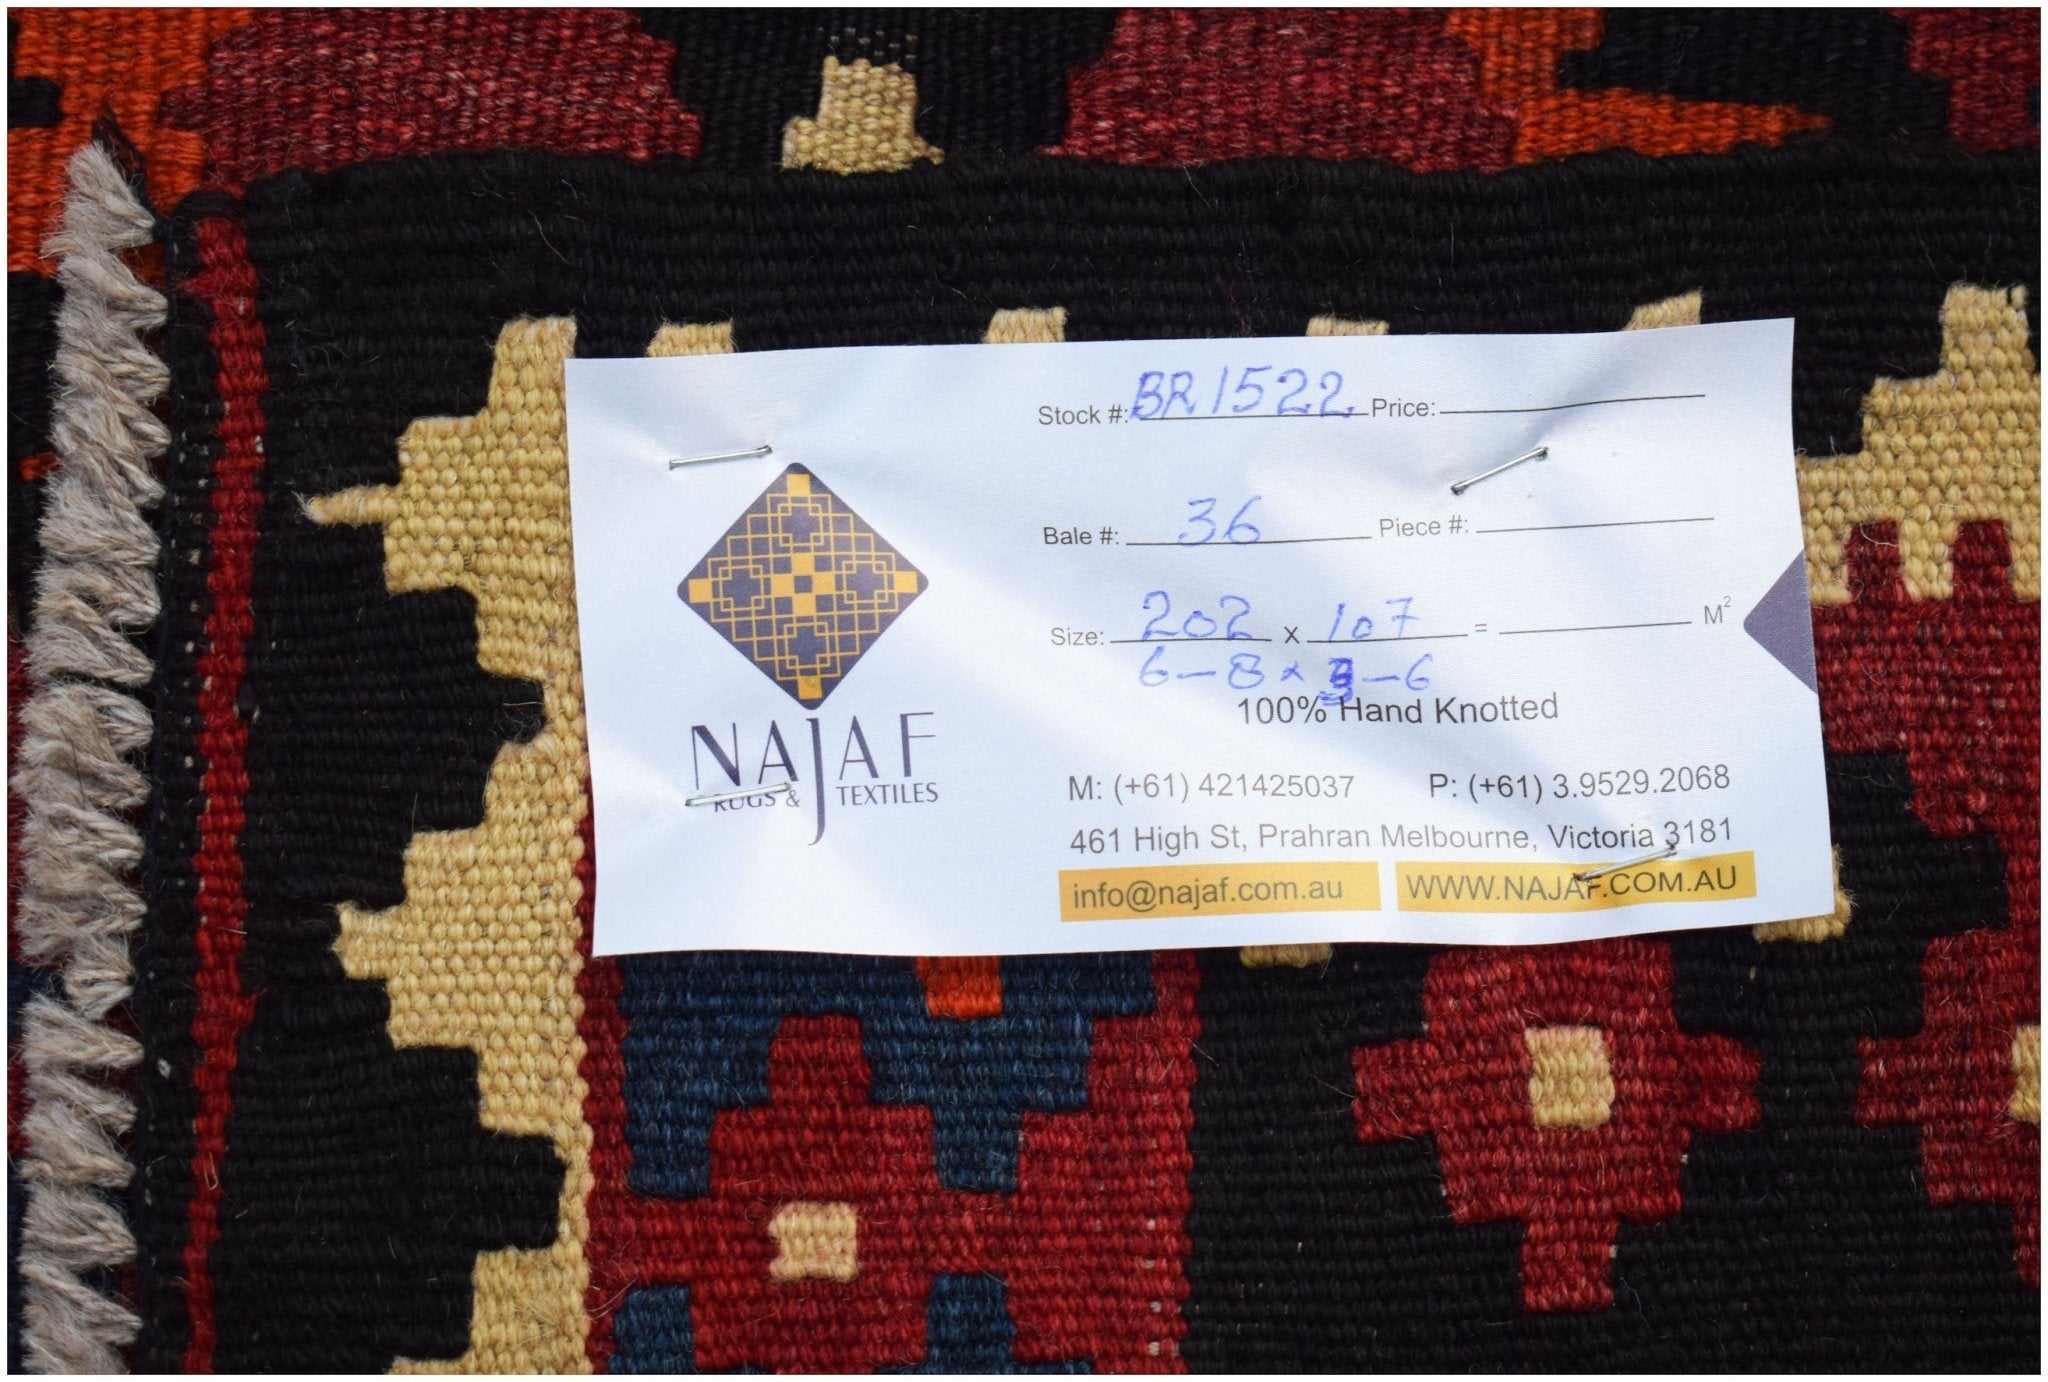 Stock #: BR1522 Price:
Bale #: 36 Piece #:
Size: 202 x 107 = M²
6-8 x 3-6
100% Hand Knotted
NAJAF
RUGS & TEXTILES
M: (+61) 421425037 P: (+61) 3.9529.2068
461 High St, Prahran Melbourne, Victoria 3181
info@najaf.com.au WWW.NAJAF.COM.AU